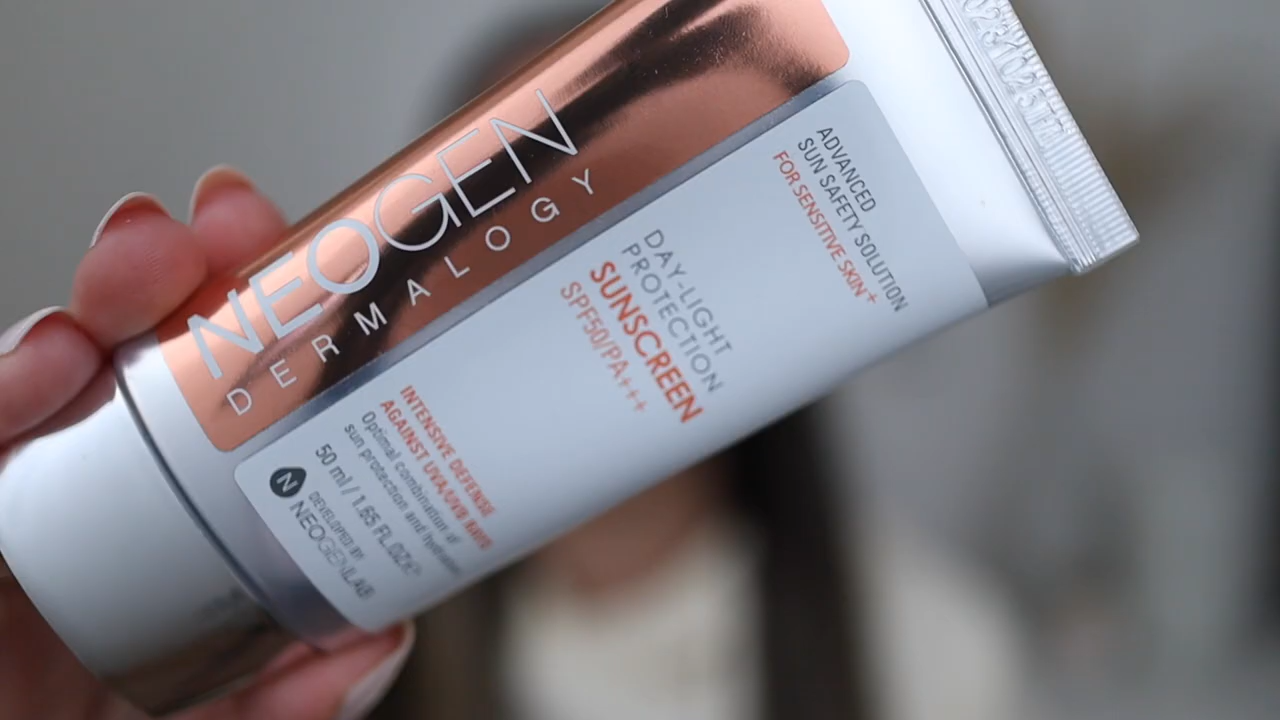 NEOGEN
DERMALOGY
ADVANCED
SUN SAFETY SOLUTION
FOR SENSITIVE SKIN+
DAY-LIGHT
PROTECTION
SUNSCREEN
SPF50/PA+++
INTENSIVE DEFENSE
AGAINST UVA/UVB RAYS
Optimal combination of
sun protection and hydration
50 ml / 1.65 FL.OZ
N
DEVELOPED BY
NEOGENLAB